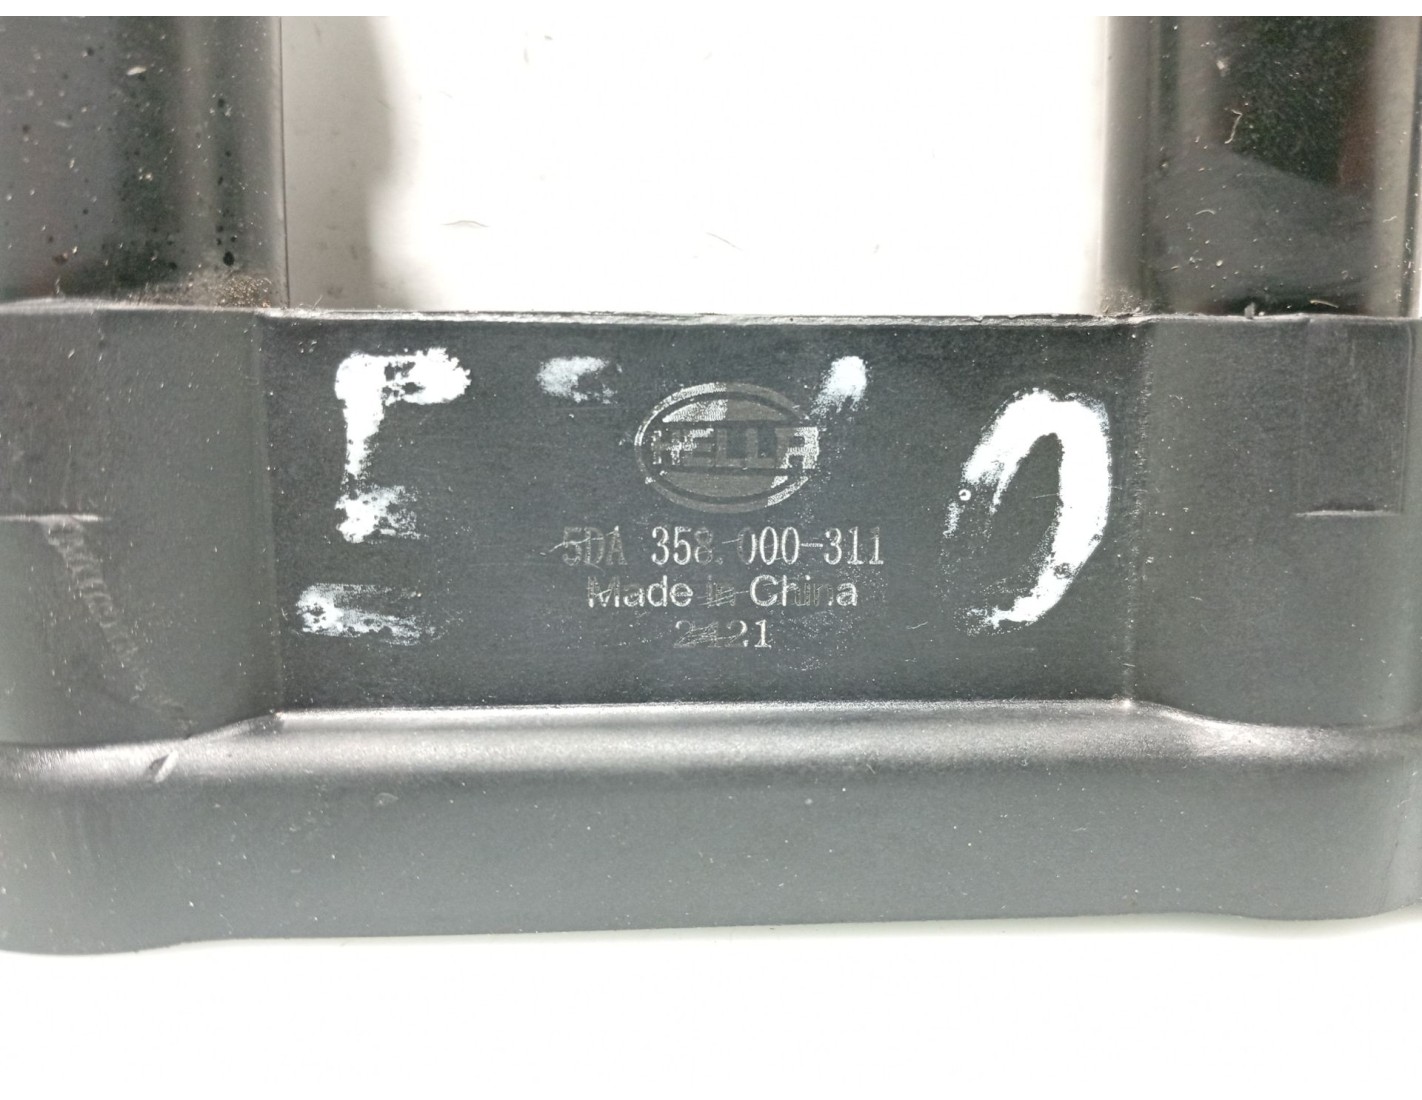 HELLA
5DA 358.000-311
Made in China
2421